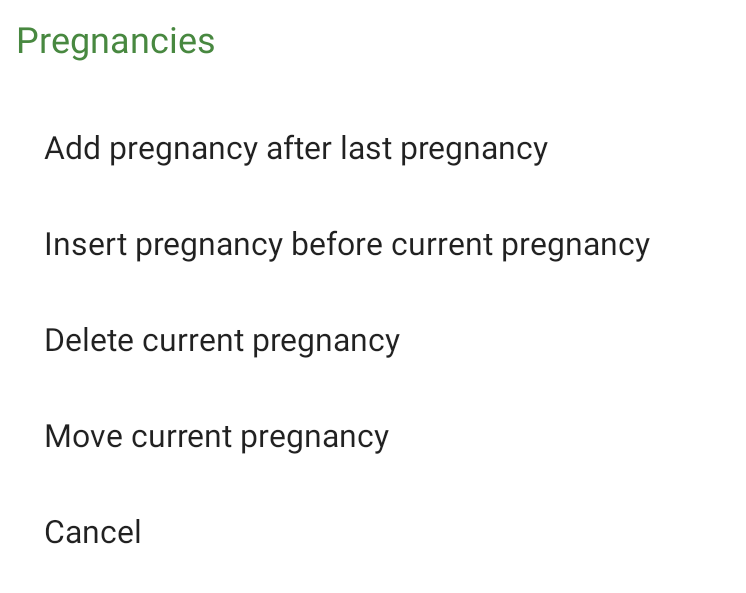 Pregnancies
Add pregnancy after last pregnancy
Insert pregnancy before current pregnancy
Delete current pregnancy
Move current pregnancy
Cancel